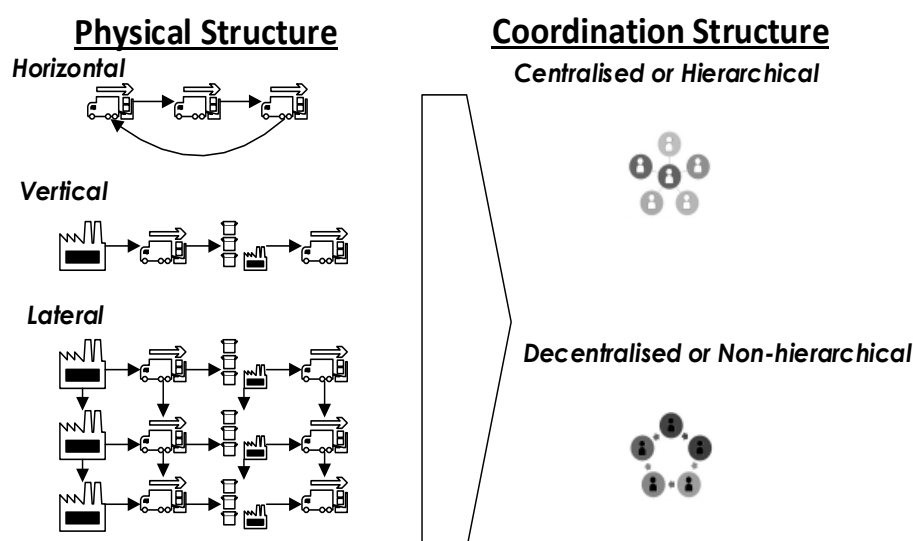 Physical Structure
Horizontal
Vertical
Lateral
Coordination Structure
Centralised or Hierarchical
Decentralised or Non-hierarchical